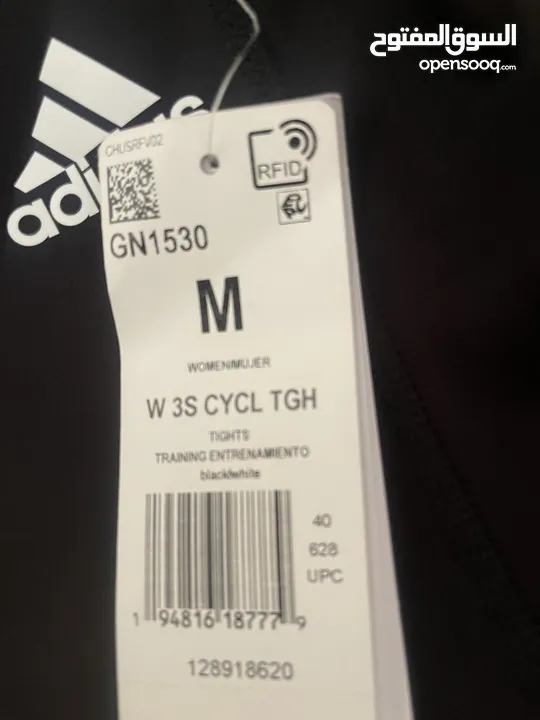 السوق المفتوح
opensooq.com
adidas
CHUSRFV02
RFID
GN1530
M
WOMEN/MUJER
W 3S CYCL TGH
TIGHTS
TRAINING ENTRENAMIENTO
black/white
40
628
UPC
1 94816 18777 9
128918620